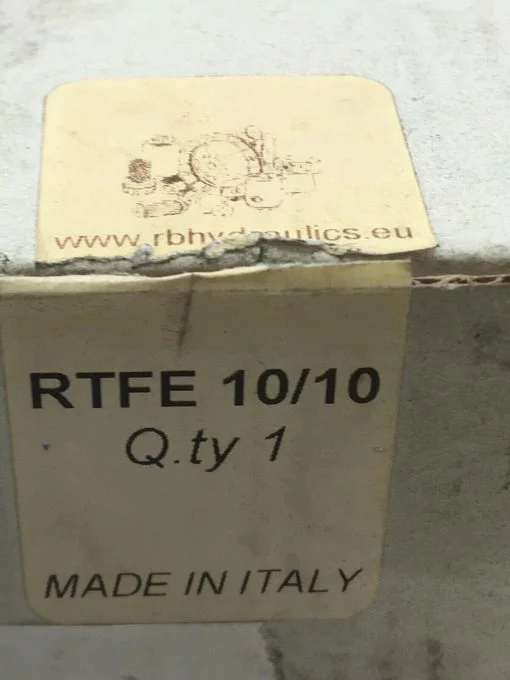 www.rbhydraulics.eu
RTFE 10/10
Q.ty 1
MADE IN ITALY